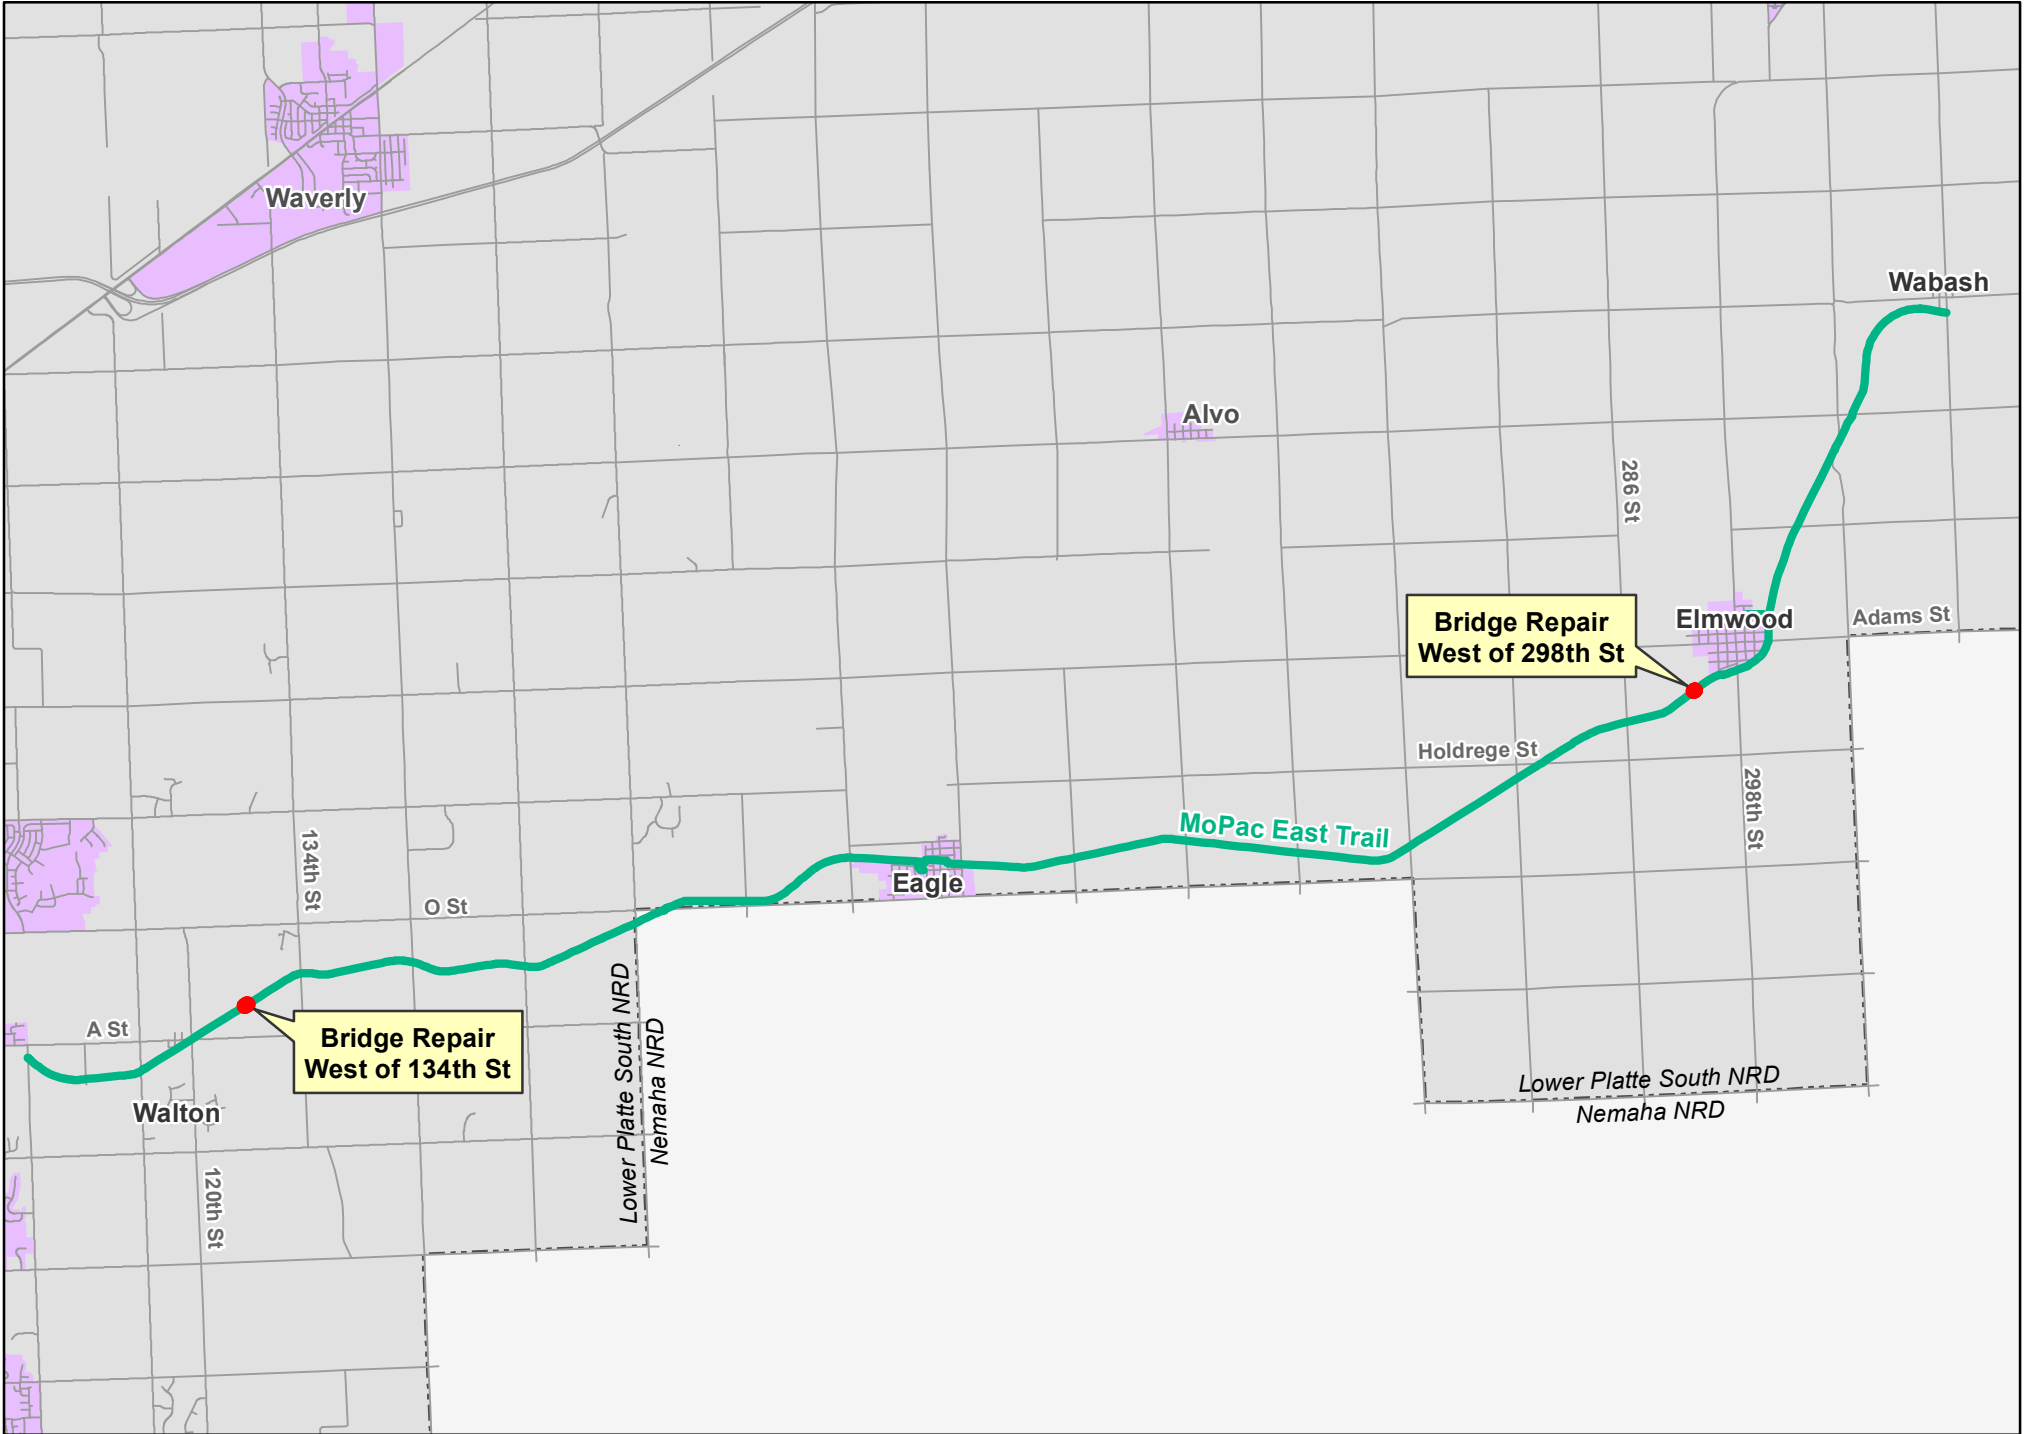 Waverly
Wabash
Alvo
286 St
Bridge Repair
West of 298th St
Elmwood
Adams St
Holdrege St
298th St
MoPac East Trail
134th St
Eagle
O St
A St
Bridge Repair
West of 134th St
Lower Platte South NRD
Nemaha NRD
Walton
120th St
Lower Platte South NRD
Nemaha NRD